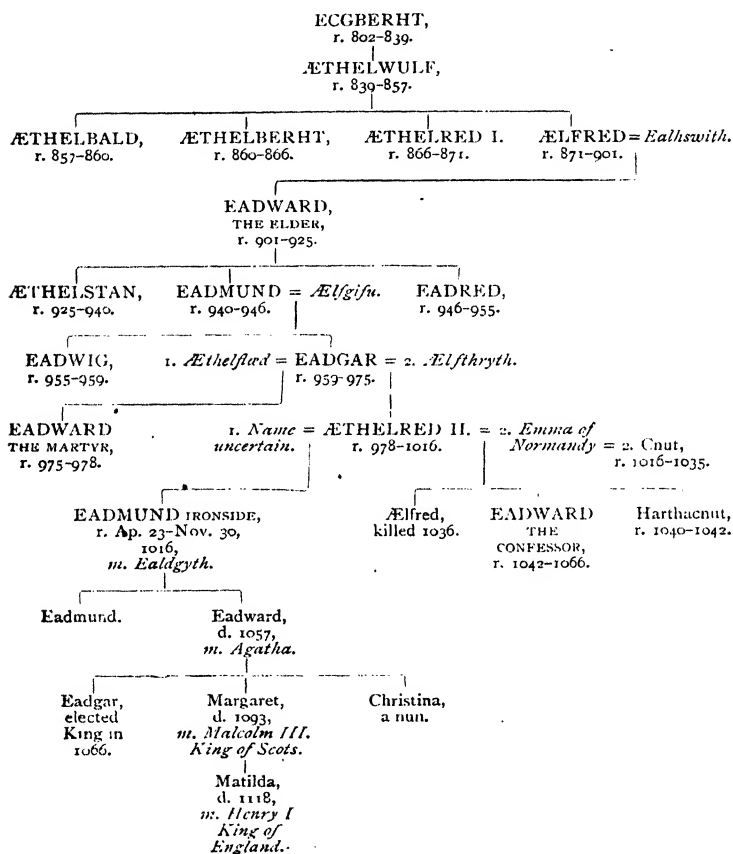 ECGBERHT,
r. 802–839.
ÆTHELWULF,
r. 839–857.
ÆTHELBALD, ÆTHELBERHT, ÆTHELRED I. ÆLFRED = Ealhswith.
r. 857–860. r. 860–866. r. 866–871. r. 871–901.
EADWARD,
THE ELDER,
r. 901–925.
ÆTHELSTAN, EADMUND = Ælfgifu. EADRED,
r. 925–940. r. 940–946. r. 946–955.
EADWIG, 1. Æthelflæd = EADGAR = 2. Ælfthryth.
r. 955–959. r. 959–975.
EADWARD 1. Name = ÆTHELRED II. = 2. Emma of
THE MARTYR, uncertain. r. 978–1016. Normandy = 2. Cnut,
r. 975–978. r. 1016–1035.
EADMUND IRONSIDE, Ælfred, EADWARD Harthacnut,
r. Ap. 23–Nov. 30, killed 1036. THE r. 1040–1042.
1016, CONFESSOR,
m. Ealdgyth. r. 1042–1066.
Eadmund. Eadward,
d. 1057,
m. Agatha.
Eadgar, Margaret, Christina,
elected d. 1093, a nun.
King in m. Malcolm III.
1066. King of Scots.
Matilda,
d. 1118,
m. Henry I
King of
England.